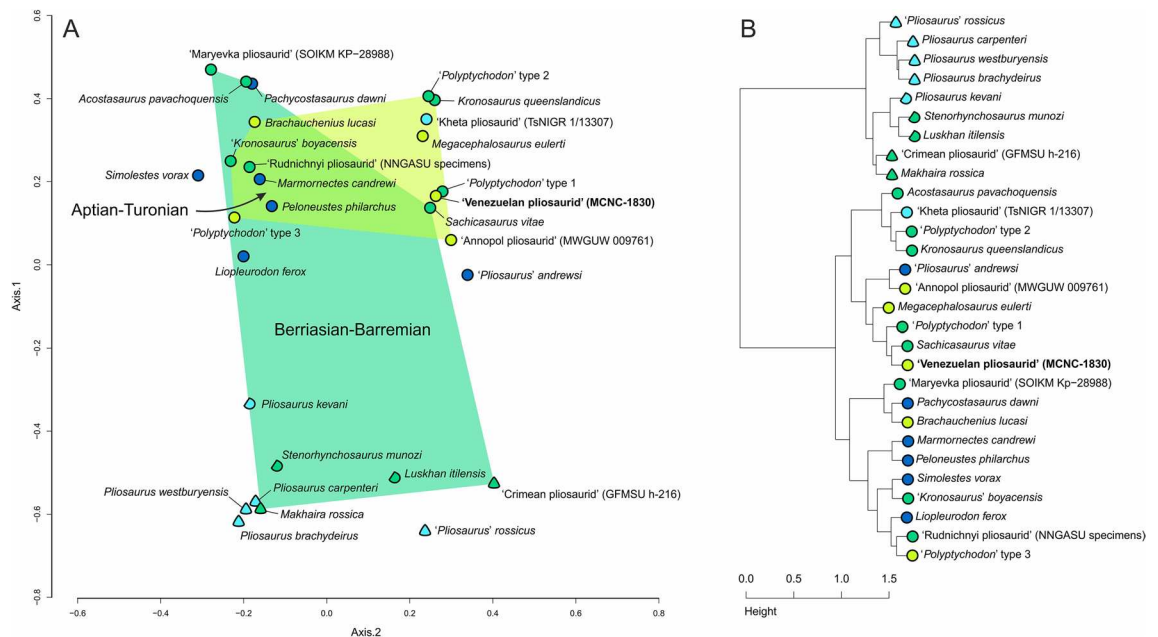 A
B
'Maryevka pliosaurid' (SOIKM KP−28988)
Acostasaurus pavachoquensis
Pachycostasaurus dawni
Brachauchenius lucasi
'Kronosaurus' boyacensis
'Rudnichnyi pliosaurid' (NNGASU specimens)
Simolestes vorax
Marmornectes candrewi
Aptian-Turonian
Peloneustes philarchus
'Polyptychodon' type 3
Liopleurodon ferox
'Polyptychodon' type 2
Kronosaurus queenslandicus
'Kheta pliosaurid' (TsNIGR 1/13307)
Megacephalosaurus eulerti
'Polyptychodon' type 1
'Venezuelan pliosaurid' (MCNC-1830)
Sachicasaurus vitae
'Annopol pliosaurid' (MWGUW 009761)
'Pliosaurus' andrewsi
Berriasian-Barremian
Pliosaurus kevani
Stenorhynchosaurus munozi
Luskhan itilensis
Pliosaurus westburyensis
Pliosaurus carpenteri
'Crimean pliosaurid' (GFMSU h-216)
Makhaira rossica
'Pliosaurus' rossicus
Pliosaurus brachydeirus
0.6
0.4
0.2
0.0
−0.2
−0.4
−0.6
−0.8
Axis.1
−0.6
−0.4
−0.2
0.0
0.2
0.4
0.6
0.8
Axis.2
'Pliosaurus' rossicus
Pliosaurus carpenteri
Pliosaurus westburyensis
Pliosaurus brachydeirus
Pliosaurus kevani
Stenorhynchosaurus munozi
Luskhan itilensis
'Crimean pliosaurid' (GFMSU h-216)
Makhaira rossica
Acostasaurus pavachoquensis
'Kheta pliosaurid' (TsNIGR 1/13307)
'Polyptychodon' type 2
Kronosaurus queenslandicus
'Pliosaurus' andrewsi
'Annopol pliosaurid' (MWGUW 009761)
Megacephalosaurus eulerti
'Polyptychodon' type 1
Sachicasaurus vitae
'Venezuelan pliosaurid' (MCNC-1830)
'Maryevka pliosaurid' (SOIKM Kp−28988)
Pachycostasaurus dawni
Brachauchenius lucasi
Marmornectes candrewi
Peloneustes philarchus
Simolestes vorax
'Kronosaurus' boyacensis
Liopleurodon ferox
'Rudnichnyi pliosaurid' (NNGASU specimens)
'Polyptychodon' type 3
0.0 0.5 1.0 1.5
Height